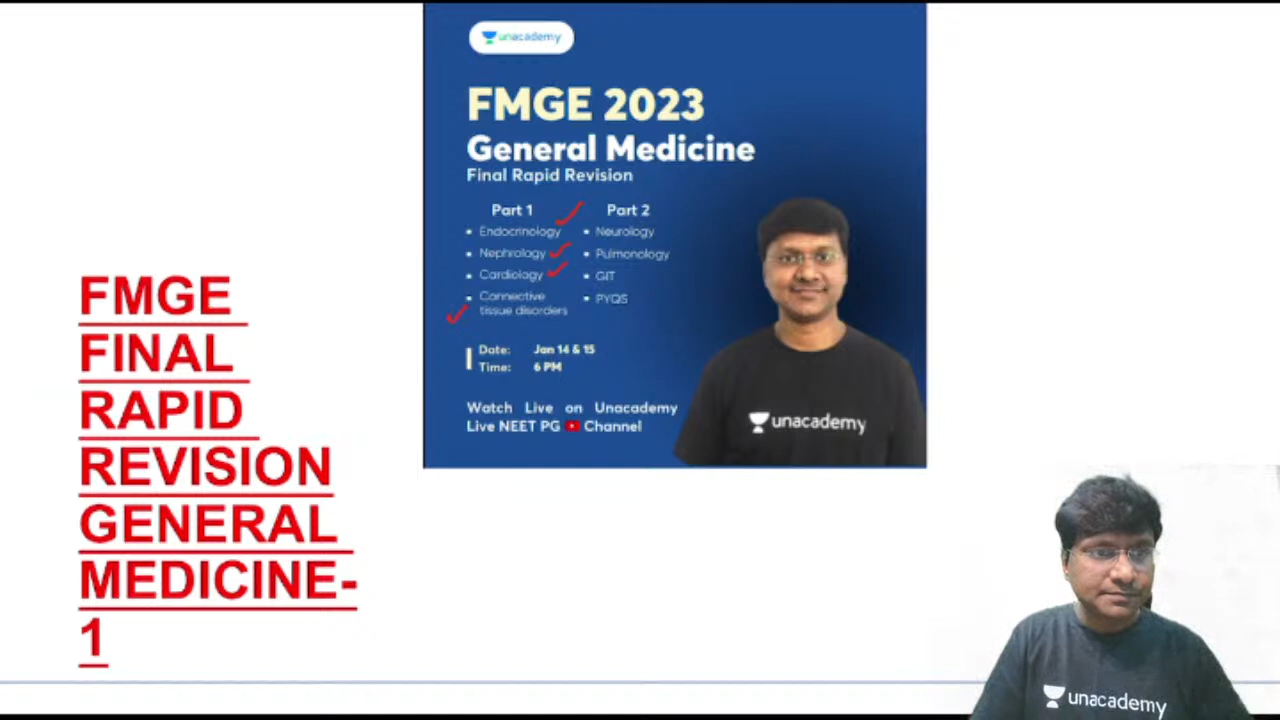 FMGE
FINAL
RAPID
REVISION
GENERAL
MEDICINE-
1
unacademy
FMGE 2023
General Medicine
Final Rapid Revision
Part 1
• Endocrinology
• Nephrology
• Cardiology
• Connective
tissue disorders
Part 2
• Neurology
• Pulmonology
• GIT
• PYQS
Date: Jan 14 & 15
Time: 6 PM
Watch Live on Unacademy
Live NEET PG Channel
unacademy
unacademy